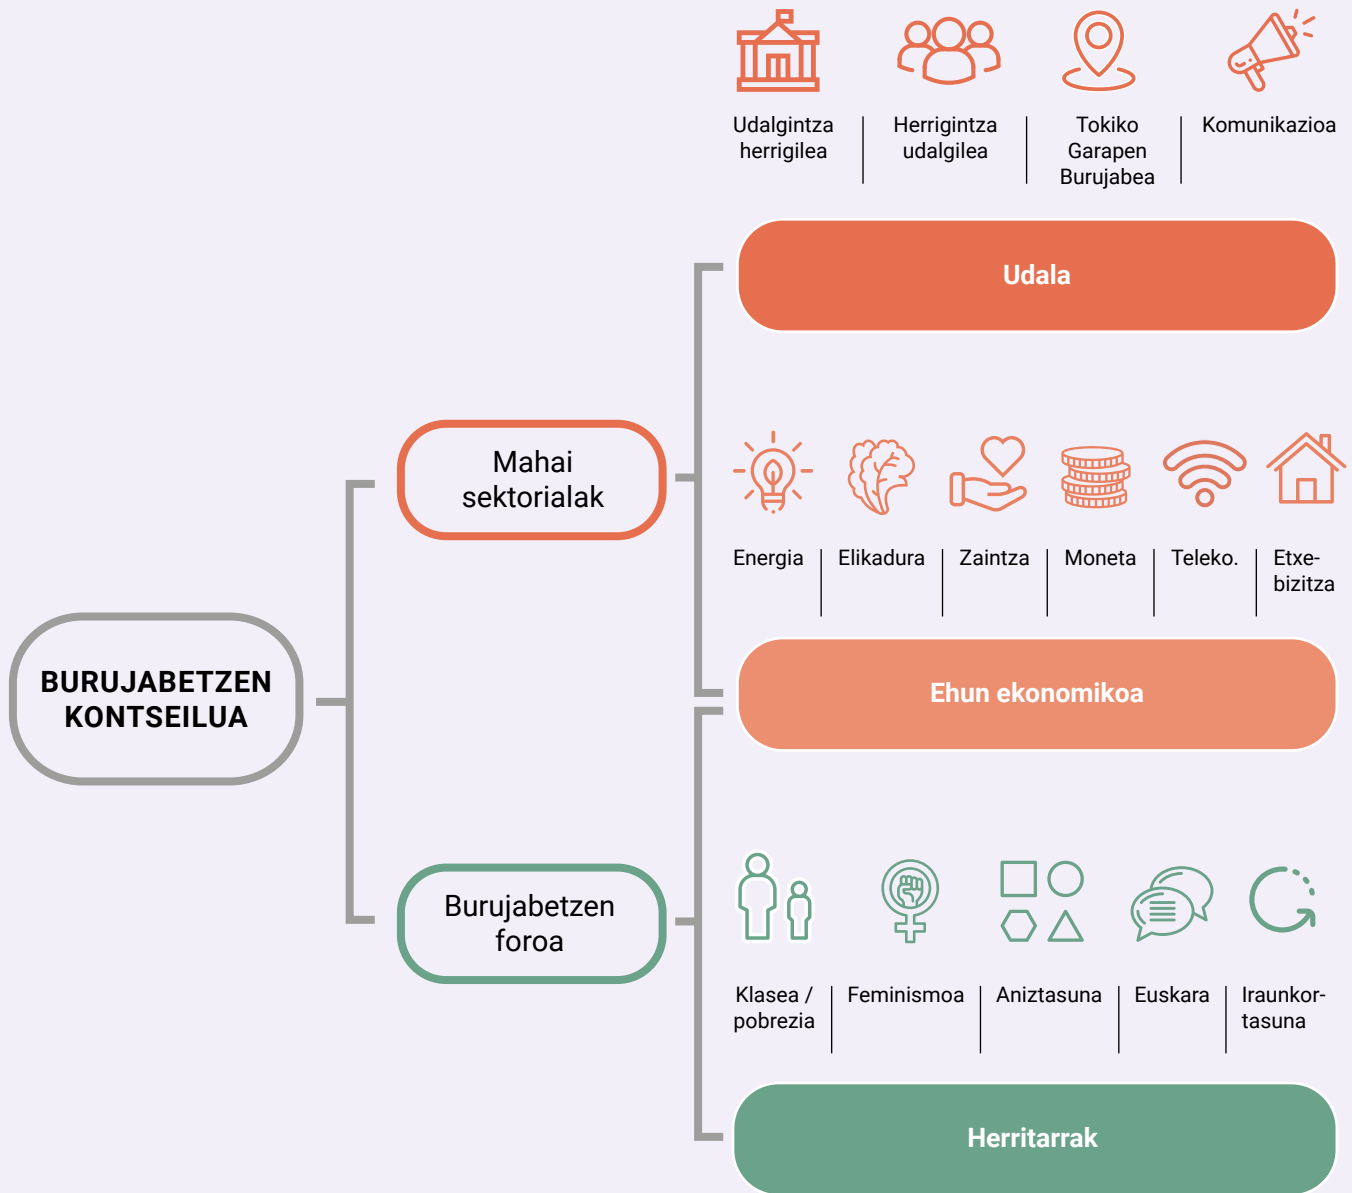 Udalgintza
herrigilea
Herrigintza
udalgilea
Tokiko
Garapen
Burujabea
Komunikazioa
Udala
Mahai
sektorialak
Energia
Elikadura
Zaintza
Moneta
Teleko.
Etxe-
bizitza
BURUJABETZEN
KONTSEILUA
Ehun ekonomikoa
Burujabetzen
foroa
Klasea /
pobrezia
Feminismoa
Aniztasuna
Euskara
Iraunkor-
tasuna
Herritarrak